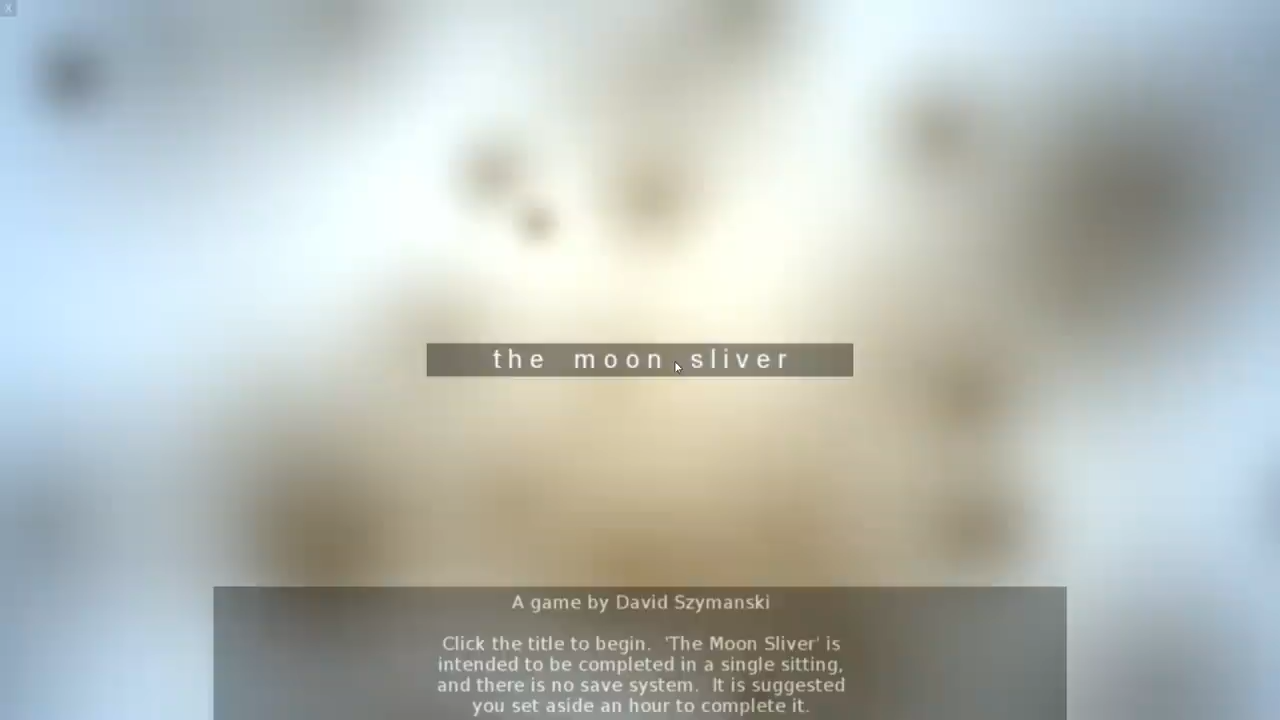 X
the moon sliver
A game by David Szymanski
Click the title to begin. 'The Moon Sliver' is
intended to be completed in a single sitting,
and there is no save system. It is suggested
you set aside an hour to complete it.